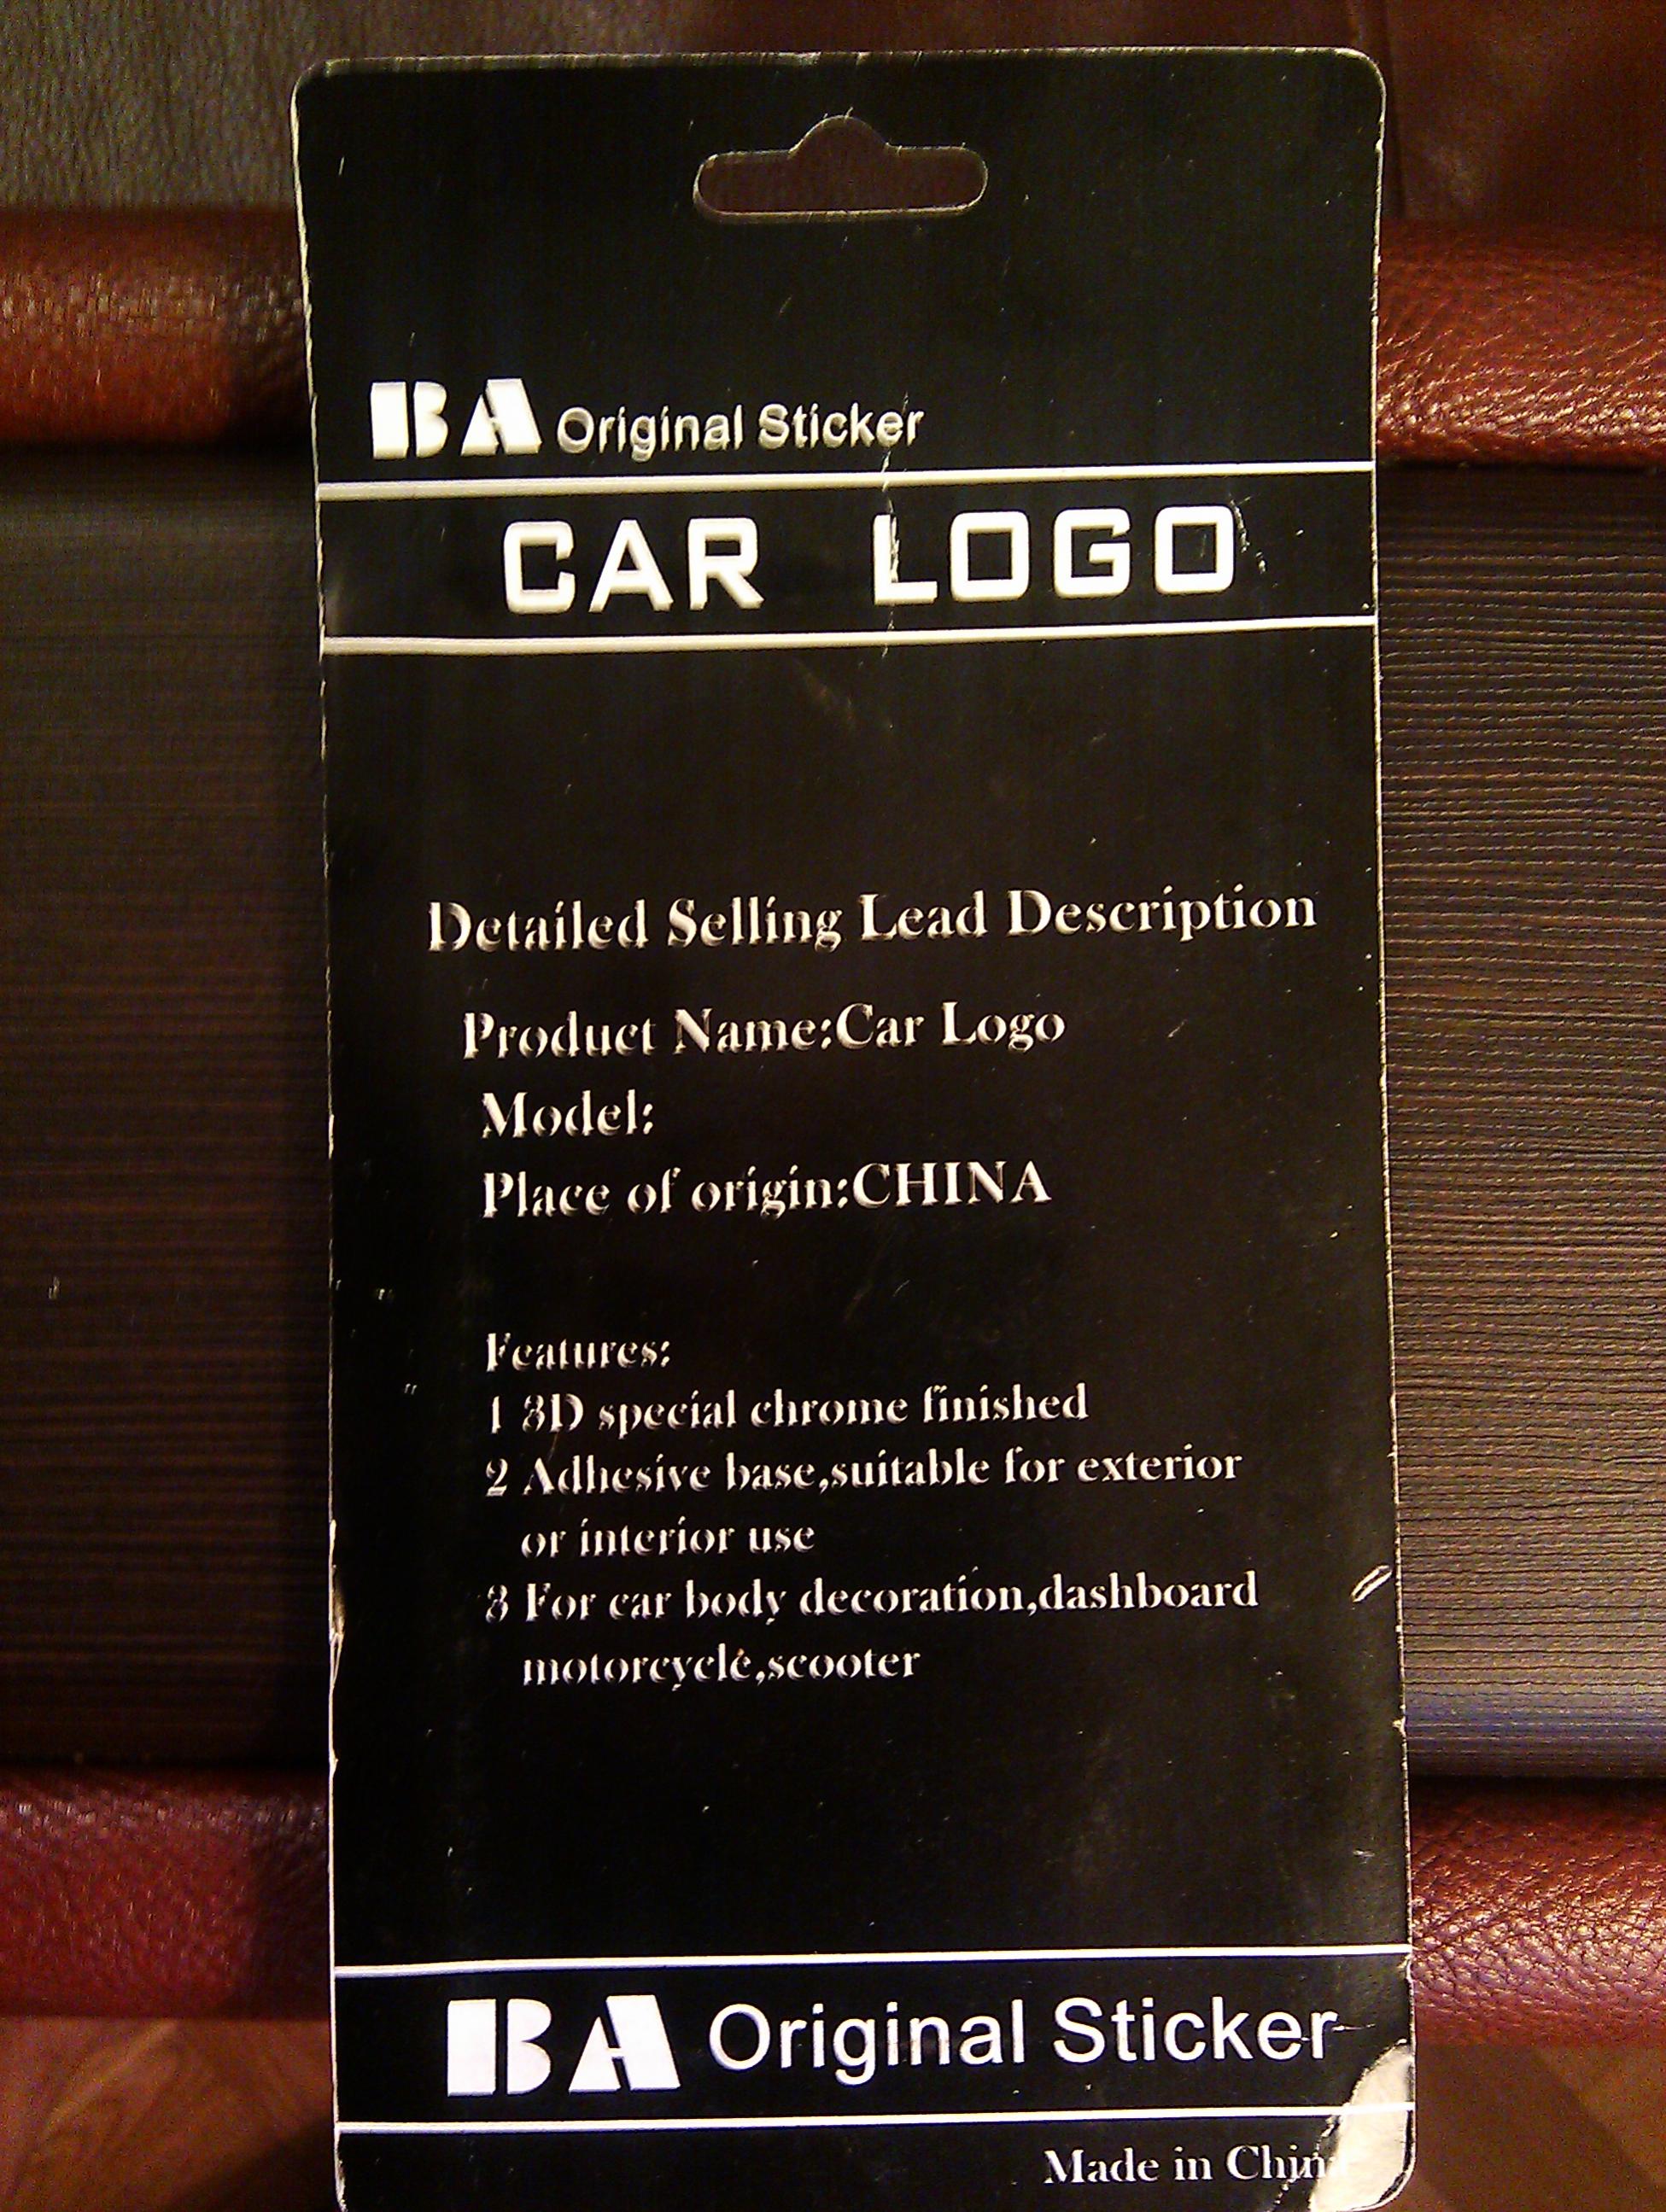 BA Original Sticker
CAR LOGO
Detailed Selling Lead Description
Product Name:Car Logo
Model:
Place of origin:CHINA
Features:
1 3D special chrome finished
2 Adhesive base,suitable for exterior
or interior use
3 For car body decoration,dashboard
motorcycle,scooter
BA Original Sticker
Made in China